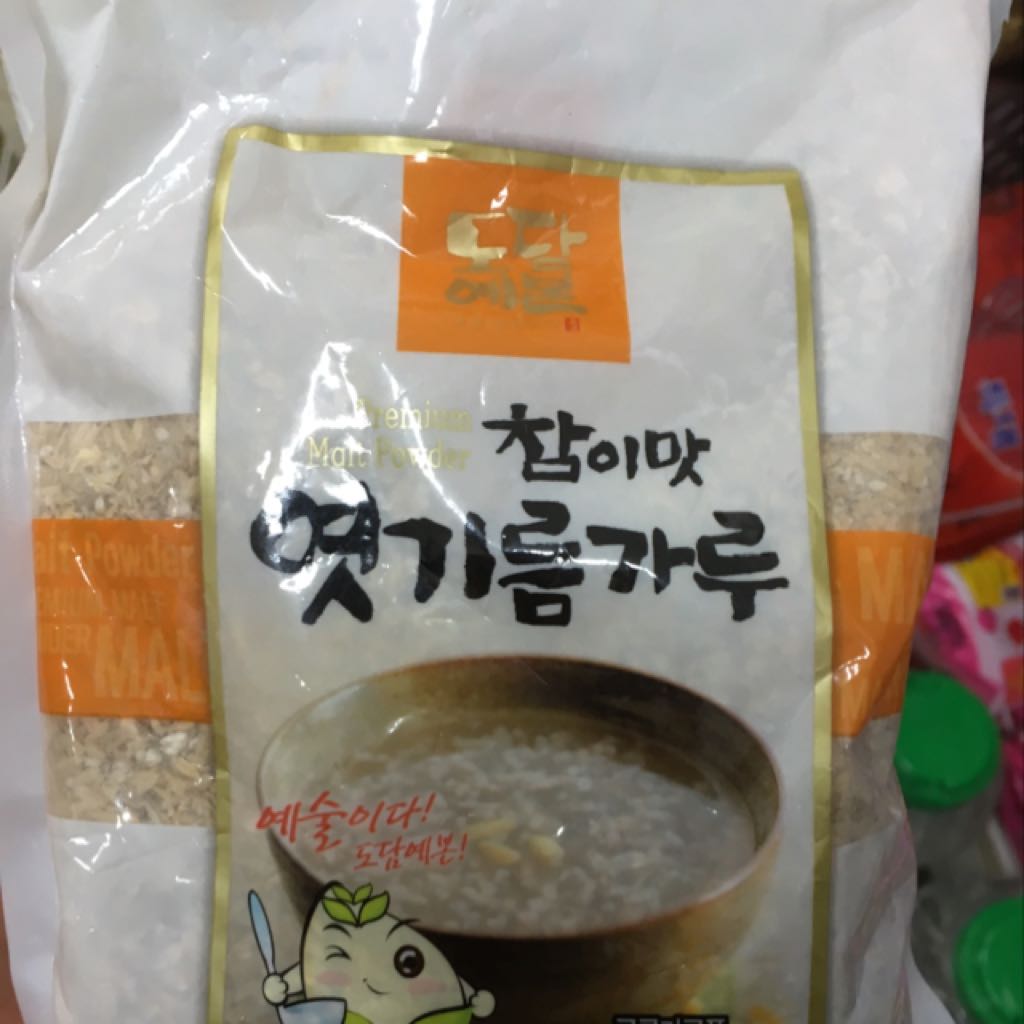 도담
예본
Premium
Malt Powder
참이맛
엿기름가루
Powder
MAL
M
예술이다!
도담예본!